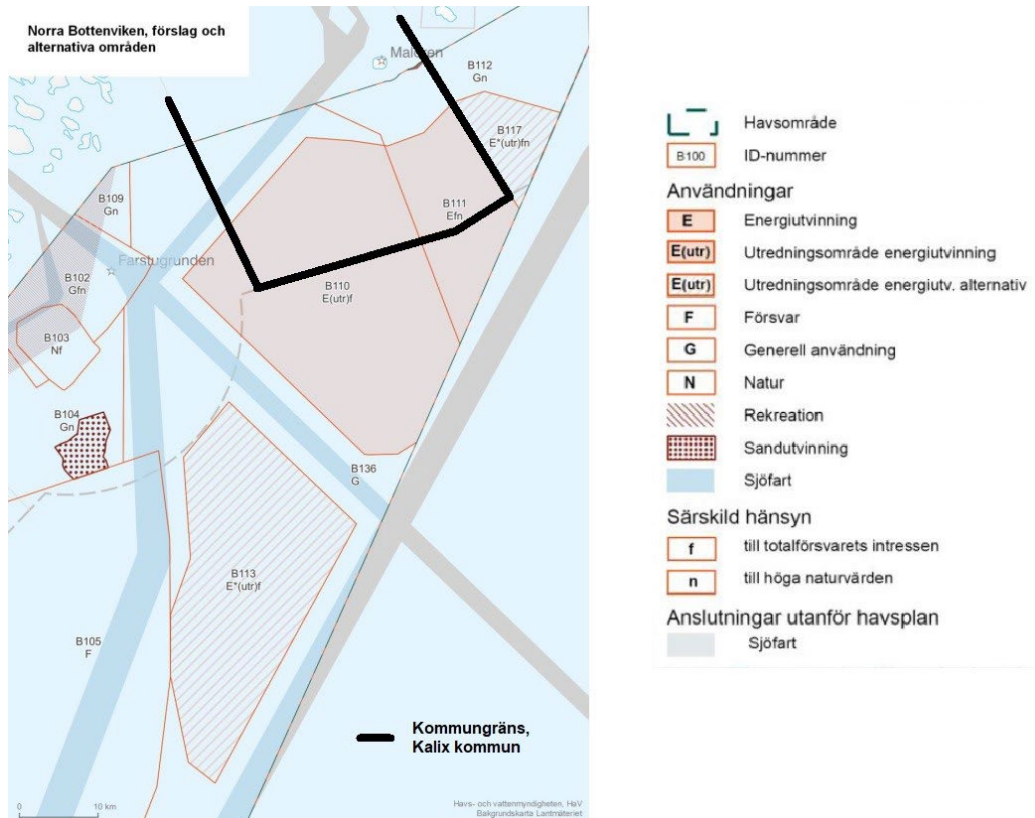 Norra Bottenviken, förslag och
alternativa områden
Malören
B112
Gn
B117
E*(utr)fn
B109
Gn
B111
Efn
Farstugrunden
B102
Gfn
B110
E(utr)f
B103
Nf
B104
Gn
B136
G
B113
E*(utr)f
B105
F
Kommungräns,
Kalix kommun
0 10 km
Havs- och vattenmyndigheten, HaV
Bakgrundskarta Lantmäteriet
Havsområde
B100 ID-nummer
Användningar
E Energiutvinning
E(utr) Utredningsområde energiutvinning
E(utr) Utredningsområde energiutv. alternativ
F Försvar
G Generell användning
N Natur
Rekreation
Sandutvinning
Sjöfart
Särskild hänsyn
f till totalförsvarets intressen
n till höga naturvärden
Anslutningar utanför havsplan
Sjöfart